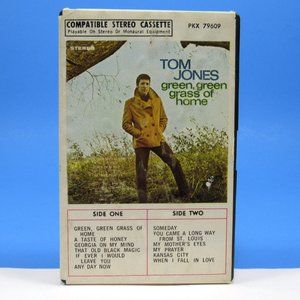 COMPATIBLE STEREO CASSETTE
Playable On Stereo Or Monaural Equipment
PKX 79609
STEREO
TOM
JONES
green, green
grass of
home
SIDE ONE
GREEN, GREEN GRASS OF
HOME
A TASTE OF HONEY
GEORGIA ON MY MIND
THAT OLD BLACK MAGIC
IF EVER I WOULD
LEAVE YOU
ANY DAY NOW
SIDE TWO
SOMEDAY
YOU CAME A LONG WAY
FROM ST. LOUIS
MY MOTHER'S EYES
MY PRAYER
KANSAS CITY
WHEN I FALL IN LOVE